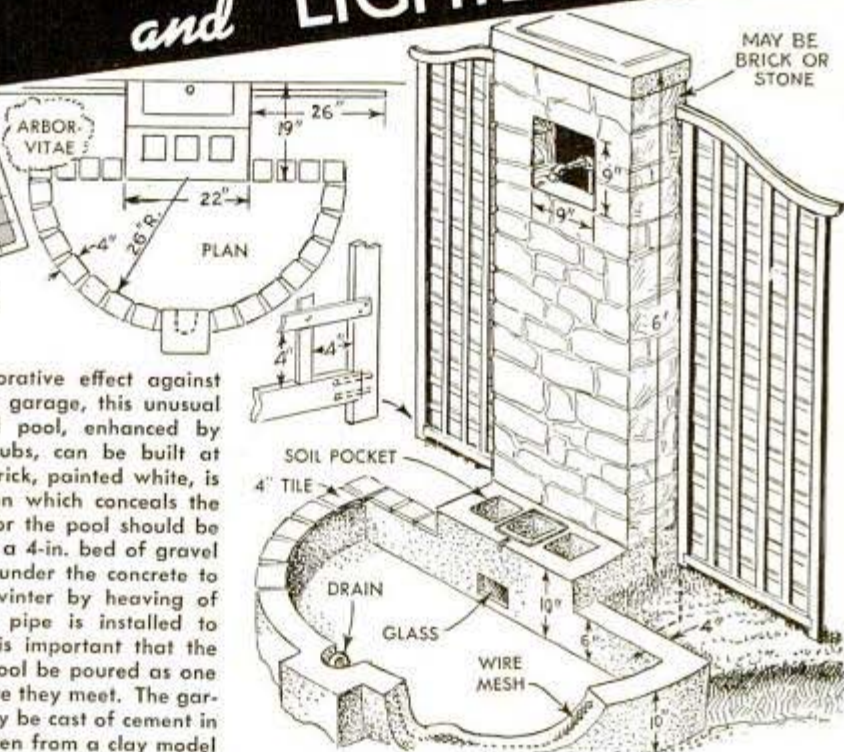 and
MAY BE
BRICK OR
STONE
ARBOR-
VITAE
19"
26"
22"
4"
26"R.
PLAN
9"
9"
6'
4"
4"
orative effect against
garage, this unusual
pool, enhanced by
ubs, can be built at
rick, painted white, is
n which conceals the
or the pool should be
a 4-in. bed of gravel
under the concrete to
winter by heaving of
pipe is installed to
is important that the
ool be poured as one
e they meet. The gar-
y be cast of cement in
en from a clay model
SOIL POCKET
4" TILE
DRAIN
GLASS
10"
6"
4"
WIRE
MESH
10"